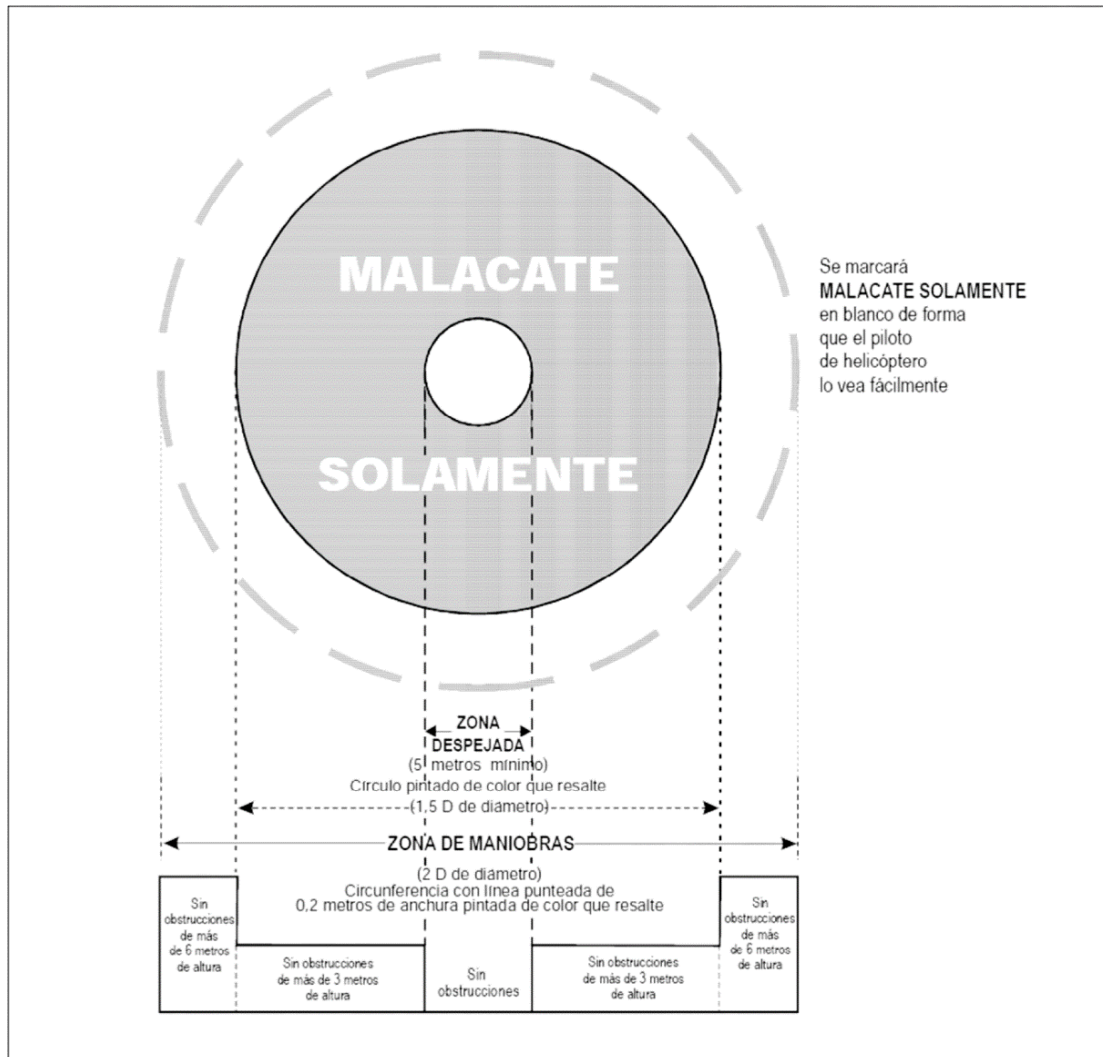 MALACATE
SOLAMENTE
Se marcará
MALACATE SOLAMENTE
en blanco de forma
que el piloto
de helicóptero
lo vea fácilmente
ZONA
DESPEJADA
(5 metros mínimo)
Círculo pintado de color que resalte
(1,5 D de diámetro)
ZONA DE MANIOBRAS
(2 D de diámetro)
Circunferencia con línea punteada de
0,2 metros de anchura pintada de color que resalte
Sin
obstrucciones
de más
de 6 metros
de altura
Sin obstrucciones
de más de 3 metros
de altura
Sin
obstrucciones
Sin obstrucciones
de más de 3 metros
de altura
Sin
obstrucciones
de más
de 6 metros
de altura